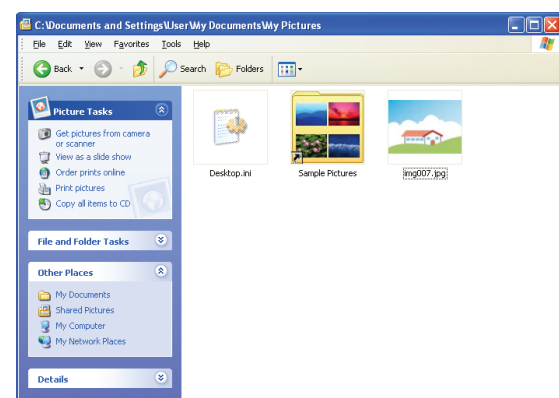 C:\Documents and Settings\User\My Documents\My Pictures
File Edit View Favorites Tools Help
Back Search Folders
Picture Tasks
Get pictures from camera
or scanner
View as a slide show
Order prints online
Print pictures
Copy all items to CD
File and Folder Tasks
Other Places
My Documents
Shared Pictures
My Computer
My Network Places
Details
Desktop.ini
Sample Pictures
img007.jpg